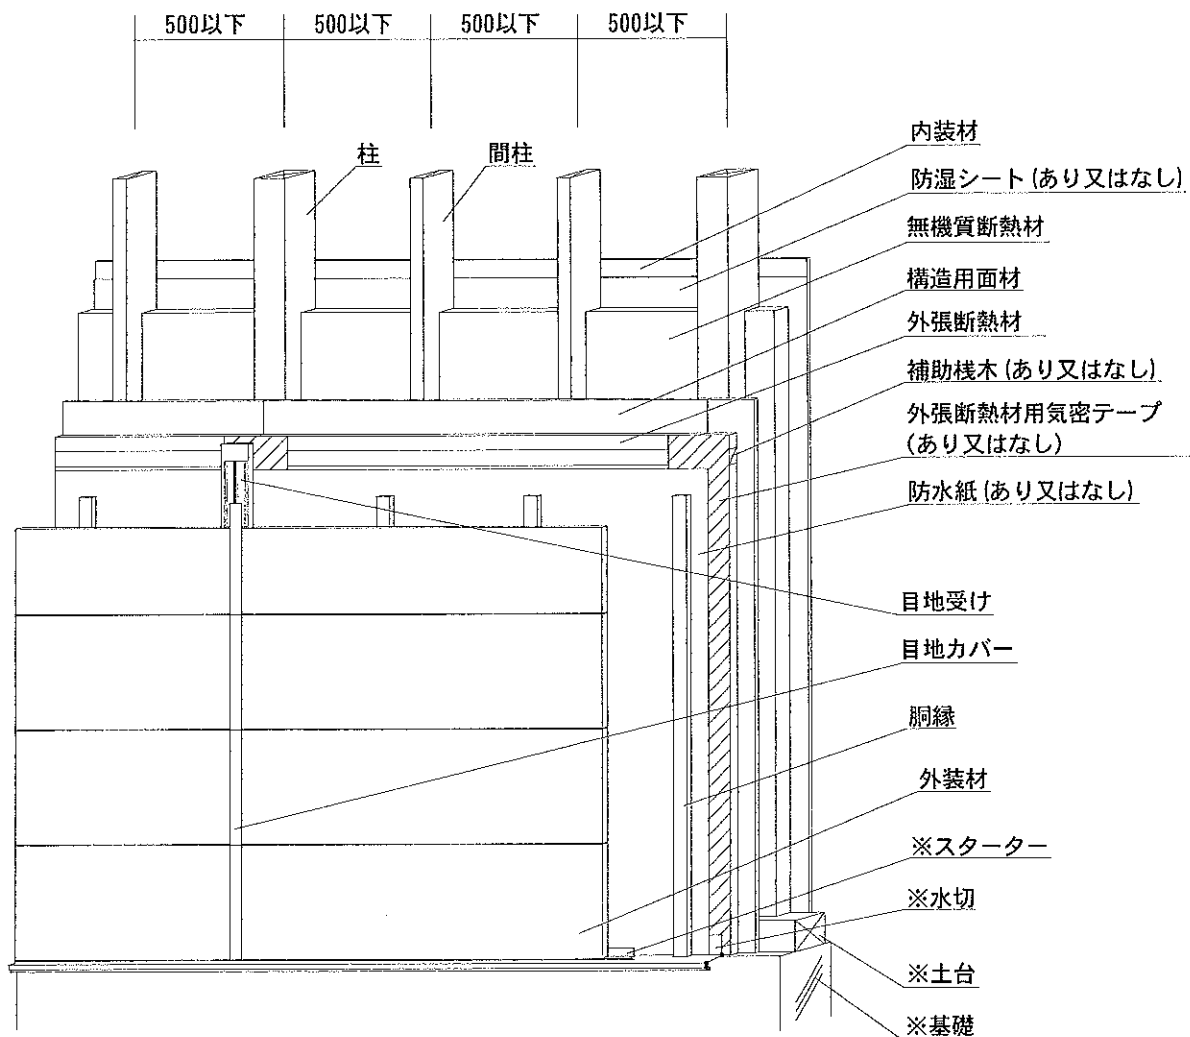 500以下 500以下 500以下 500以下
柱
間柱
内装材
防湿シート(あり又はなし)
無機質断熱材
構造用面材
外張断熱材
補助桟木(あり又はなし)
外張断熱材用気密テープ
(あり又はなし)
防水紙(あり又はなし)
目地受け
目地カバー
胴縁
外装材
※スターター
※水切
※土台
※基礎